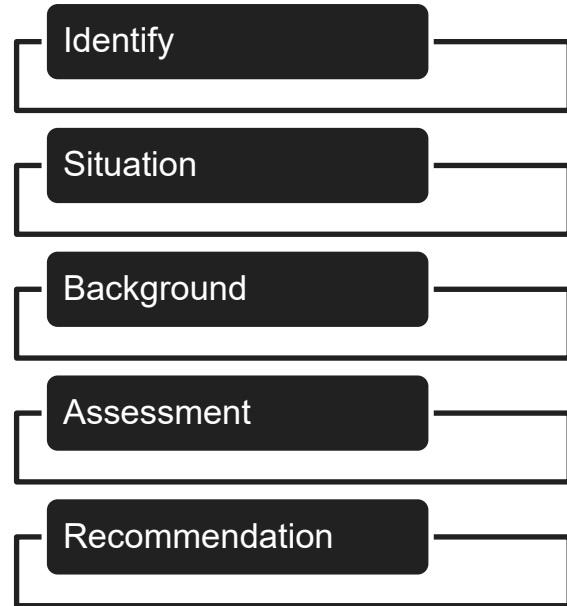 Identify
Situation
Background
Assessment
Recommendation